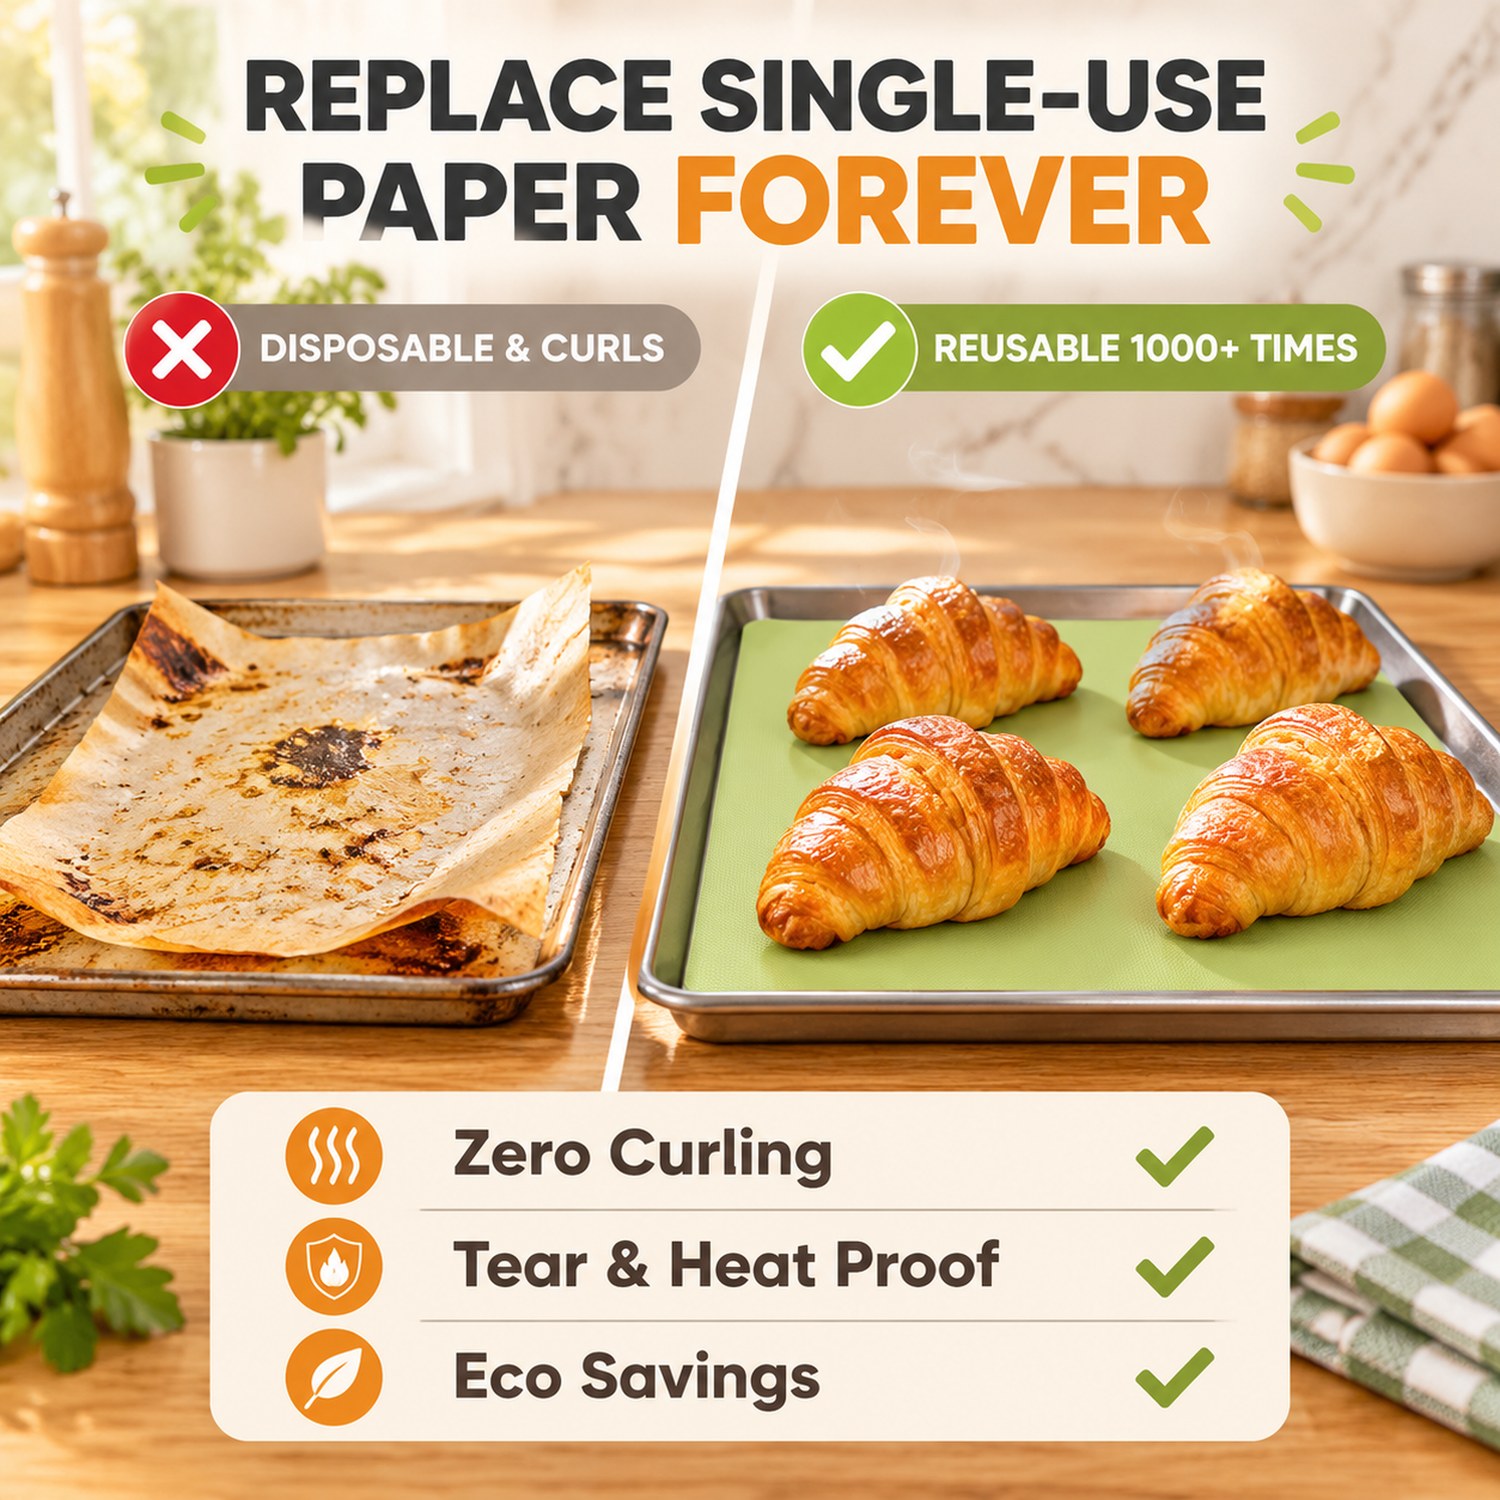 REPLACE SINGLE-USE
PAPER FOREVER
DISPOSABLE & CURLS
REUSABLE 1000+ TIMES
Zero Curling
Tear & Heat Proof
Eco Savings